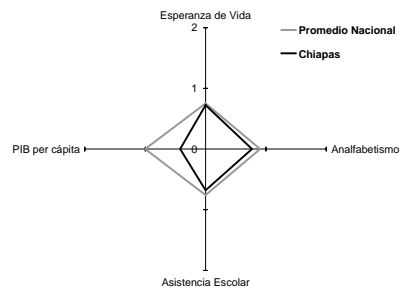 Esperanza de Vida
2
Promedio Nacional
Chiapas
1
PIB per cápita
0
Analfabetismo
Asistencia Escolar